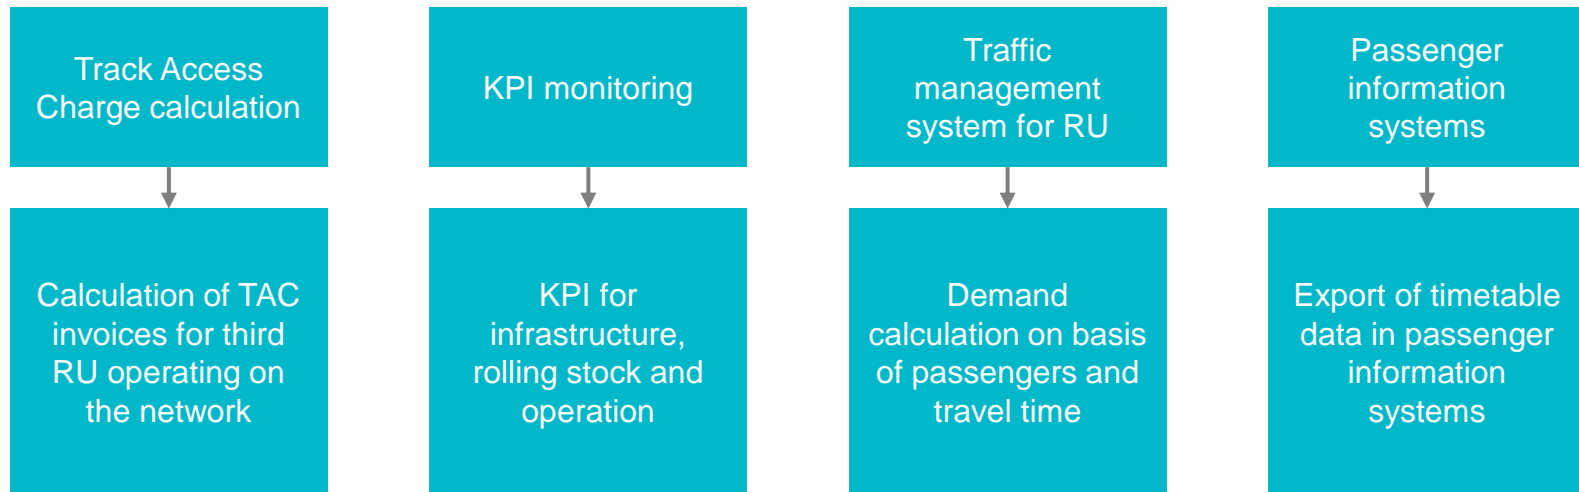 Track Access
Charge calculation
KPI monitoring
Traffic
management
system for RU
Passenger
information
systems
Calculation of TAC
invoices for third
RU operating on
the network
KPI for
infrastructure,
rolling stock and
operation
Demand
calculation on basis
of passengers and
travel time
Export of timetable
data in passenger
information
systems